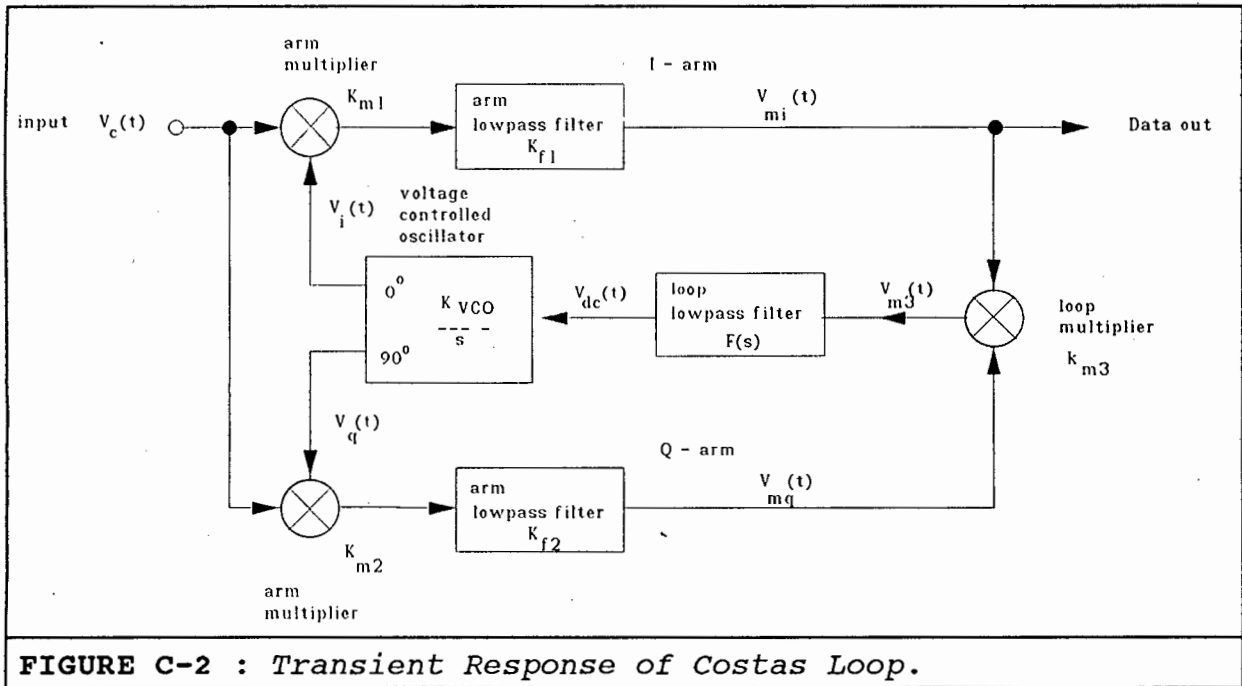 arm
multiplier
K m1
I - arm
V mi (t)
input V c (t)
arm
lowpass filter
K f1
Data out
V i (t)
voltage
controlled
oscillator
0°
K VCO
---- -
s
90°
V dc (t)
loop
lowpass filter
F(s)
V m3 (t)
loop
multiplier
k m3
V q (t)
Q - arm
V mq (t)
arm
lowpass filter
K f2
K m2
arm
multiplier
FIGURE C-2 : Transient Response of Costas Loop.